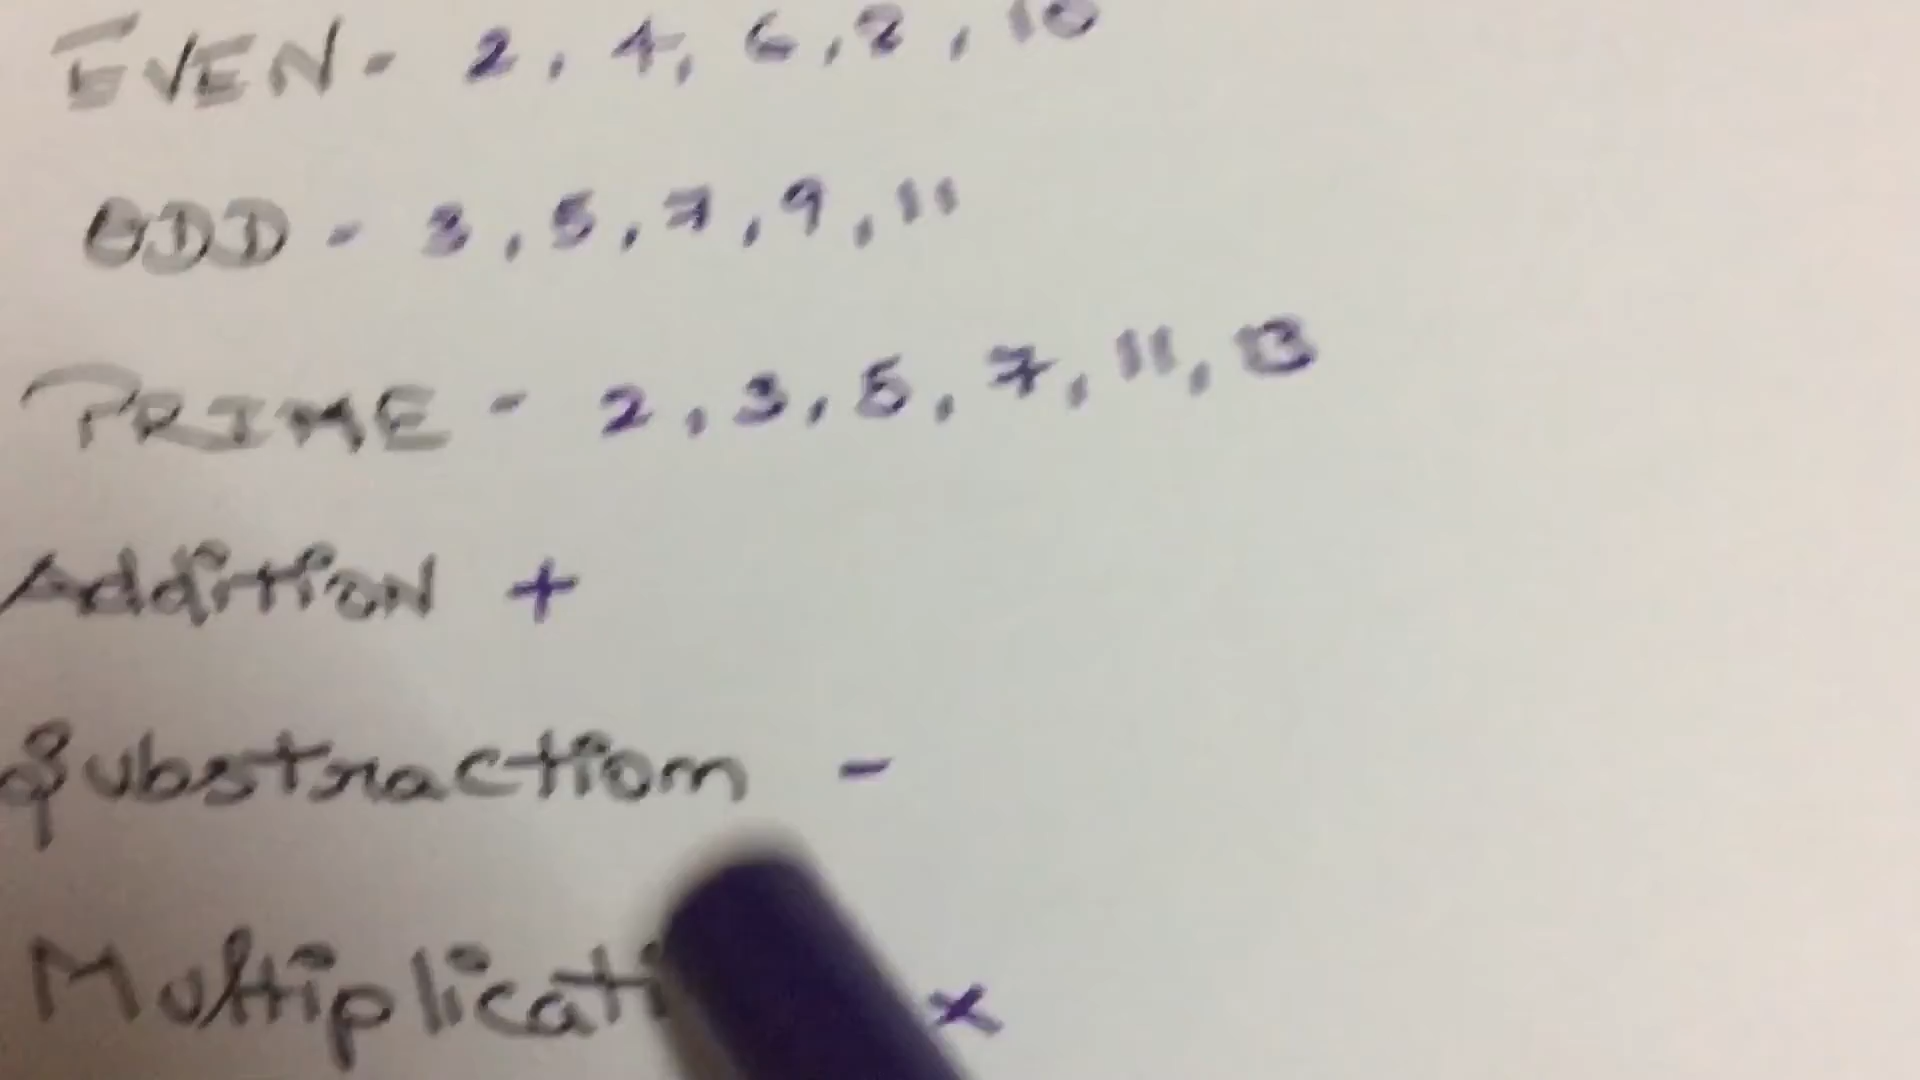 EVEN - 2, 4, 6, 8, 10
ODD - 3, 5, 7, 9, 11
PRIME - 2, 3, 5, 7, 11, 13
Addition +
Substraction -
Multiplicati x